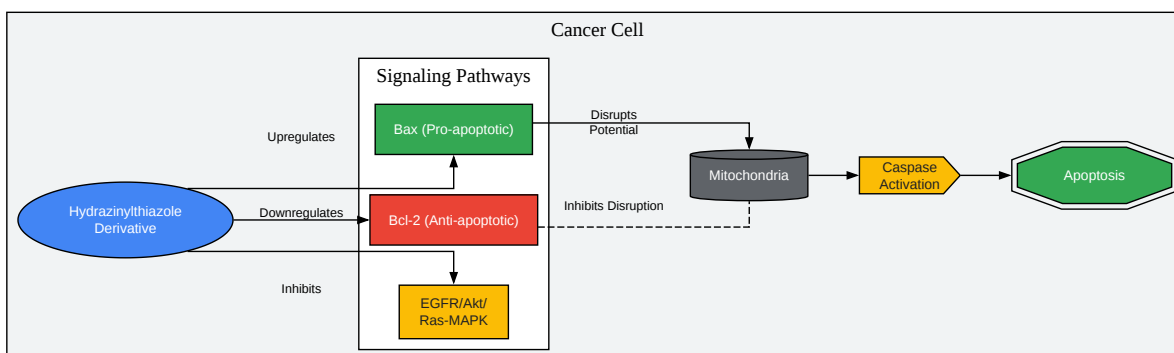 Cancer Cell
Signaling Pathways
Bax (Pro-apoptotic)
Disrupts
Potential
Upregulates
Mitochondria
Caspase
Activation
Apoptosis
Hydrazinylthiazole
Derivative
Downregulates
Bcl-2 (Anti-apoptotic)
Inhibits Disruption
Inhibits
EGFR/Akt/
Ras-MAPK